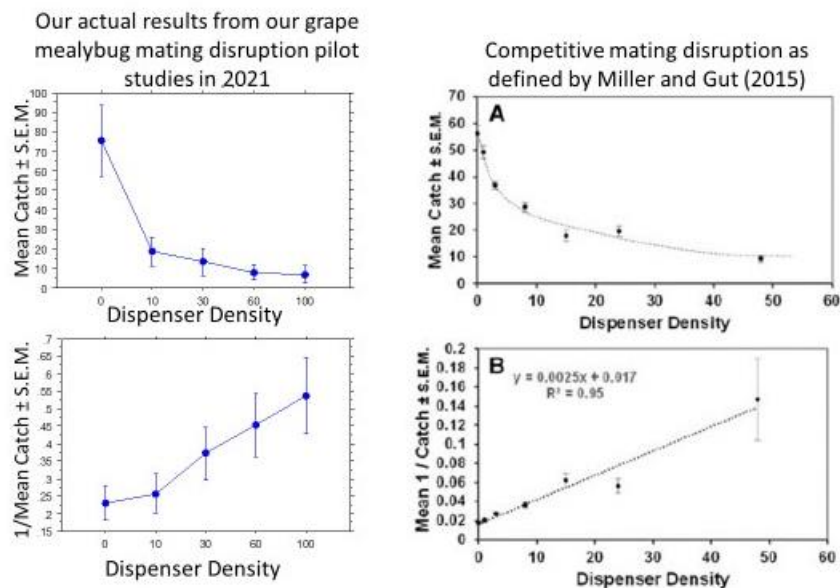 Our actual results from our grape
mealybug mating disruption pilot
studies in 2021
Mean Catch ± S.E.M.
100
90
80
70
60
50
40
30
20
10
0
0 10 30 60 100
Dispenser Density
1/Mean Catch ± S.E.M.
.7
.65
.6
.55
.5
.45
.4
.35
.3
.25
.2
.15
0 10 30 60 100
Dispenser Density
Competitive mating disruption as
defined by Miller and Gut (2015)
A
Mean Catch ± S.E.M.
70
60
50
40
30
20
10
0
0 10 20 30 40 50 60
Dispenser Density
B
y = 0.0025x + 0.017
R² = 0.95
Mean 1 / Catch ± S.E.M.
0.2
0.18
0.16
0.14
0.12
0.1
0.08
0.06
0.04
0.02
0
0 10 20 30 40 50 60
Dispenser Density